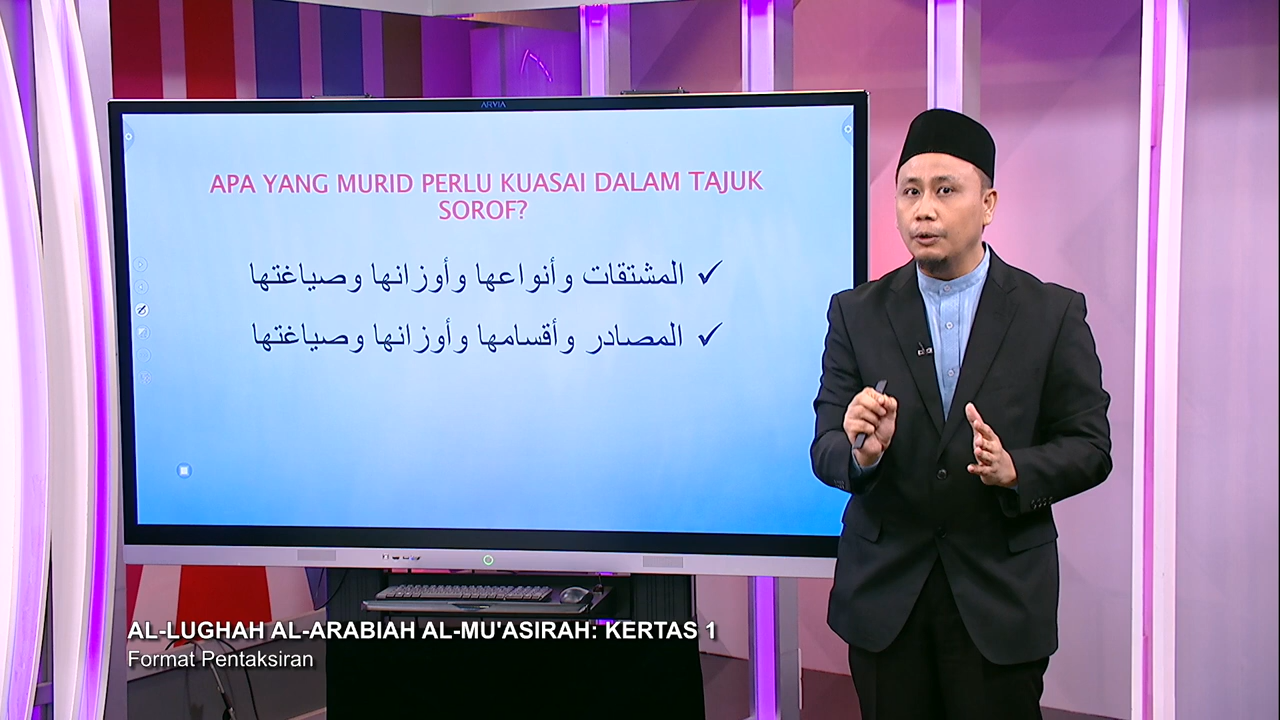 ARVIA
APA YANG MURID PERLU KUASAI DALAM TAJUK
SOROF?
✓ المشتقات وأنواعها وأوزانها وصياغتها
✓ المصادر وأقسامها وأوزانها وصياغتها
AL-LUGHAH AL-ARABIAH AL-MU'ASIRAH: KERTAS 1
Format Pentaksiran